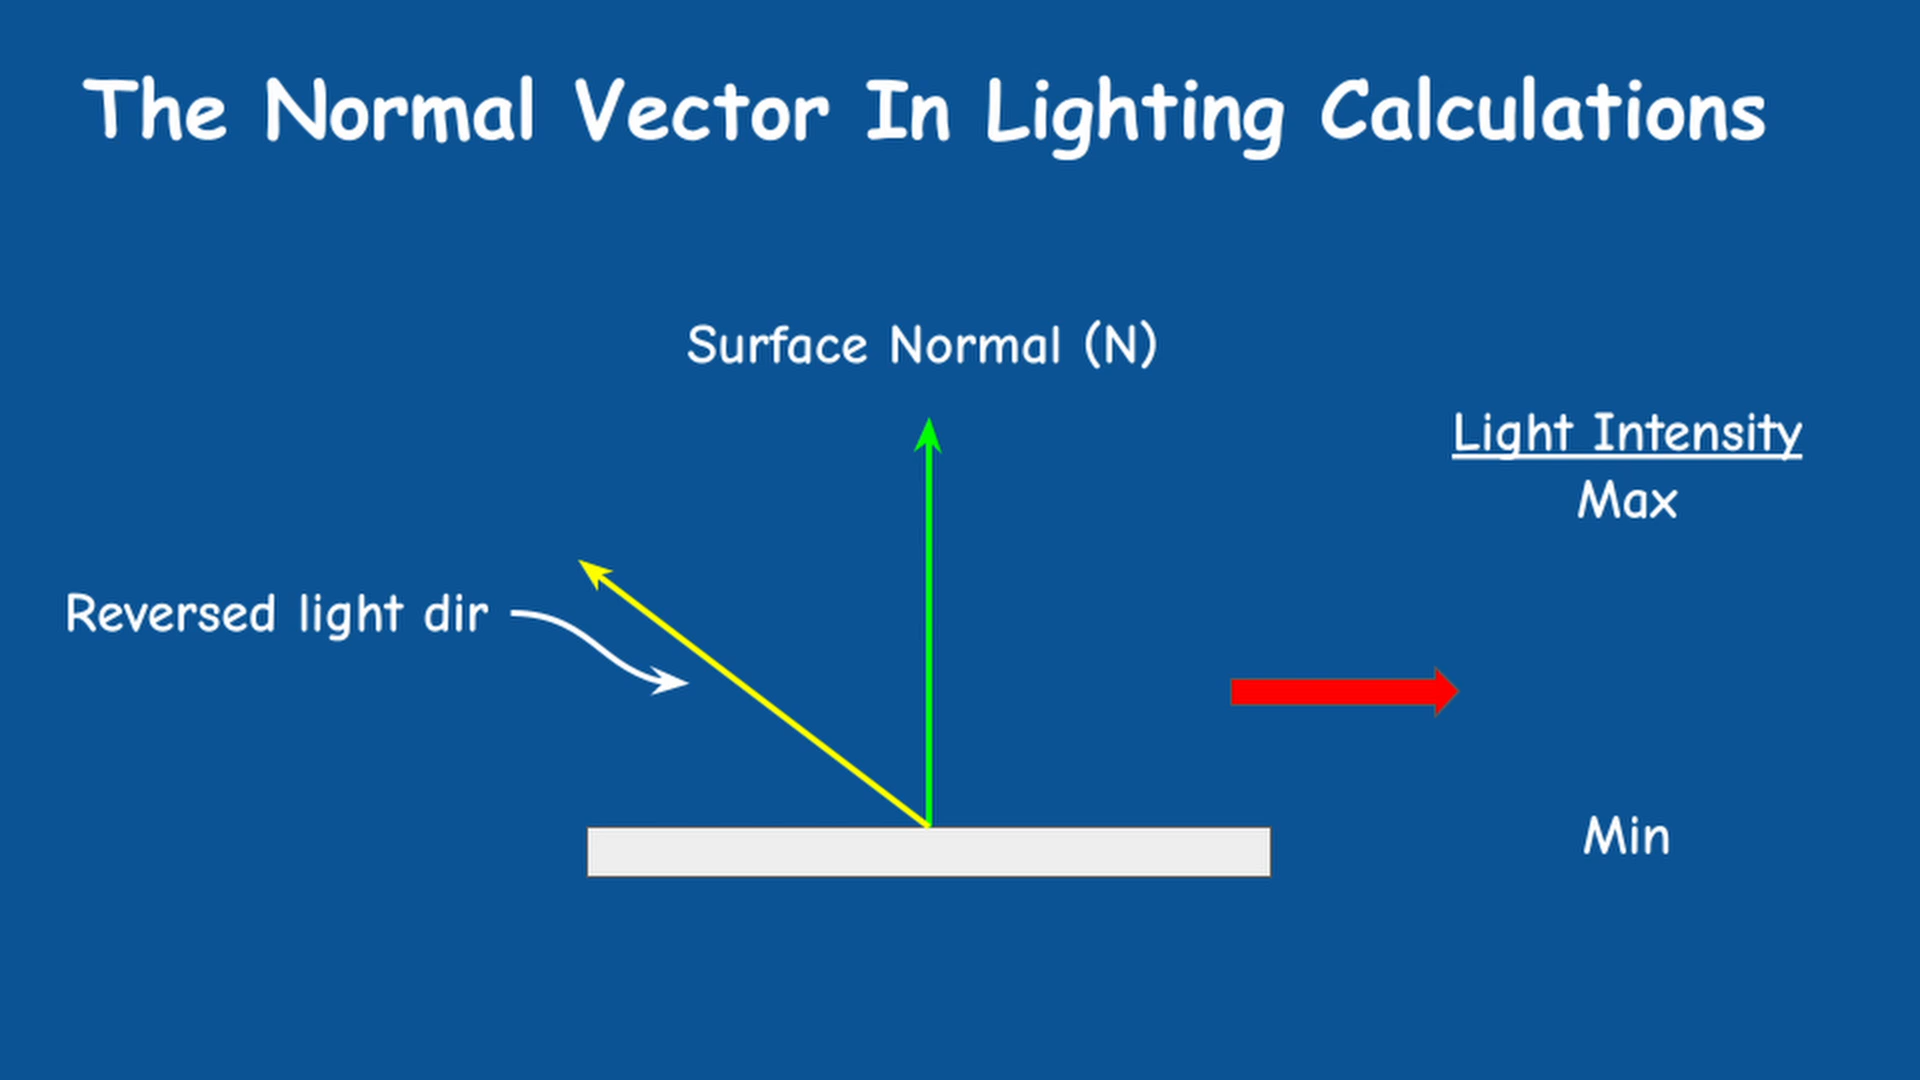 The Normal Vector In Lighting Calculations
Surface Normal (N)
Light Intensity
Max
Reversed light dir
Min